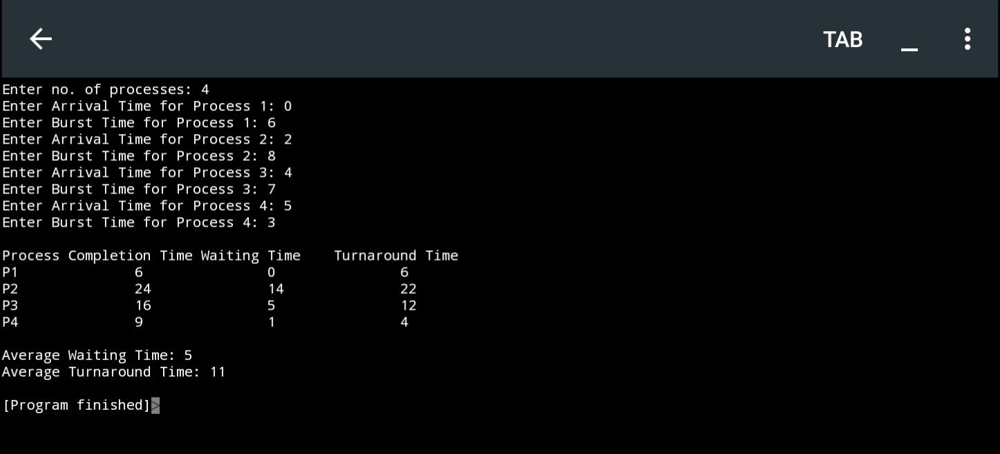 TAB _
Enter no. of processes: 4
Enter Arrival Time for Process 1: 0
Enter Burst Time for Process 1: 6
Enter Arrival Time for Process 2: 2
Enter Burst Time for Process 2: 8
Enter Arrival Time for Process 3: 4
Enter Burst Time for Process 3: 7
Enter Arrival Time for Process 4: 5
Enter Burst Time for Process 4: 3
Process Completion Time Waiting Time Turnaround Time
P1 6 0 6
P2 24 14 22
P3 16 5 12
P4 9 1 4
Average Waiting Time: 5
Average Turnaround Time: 11
[Program finished]>